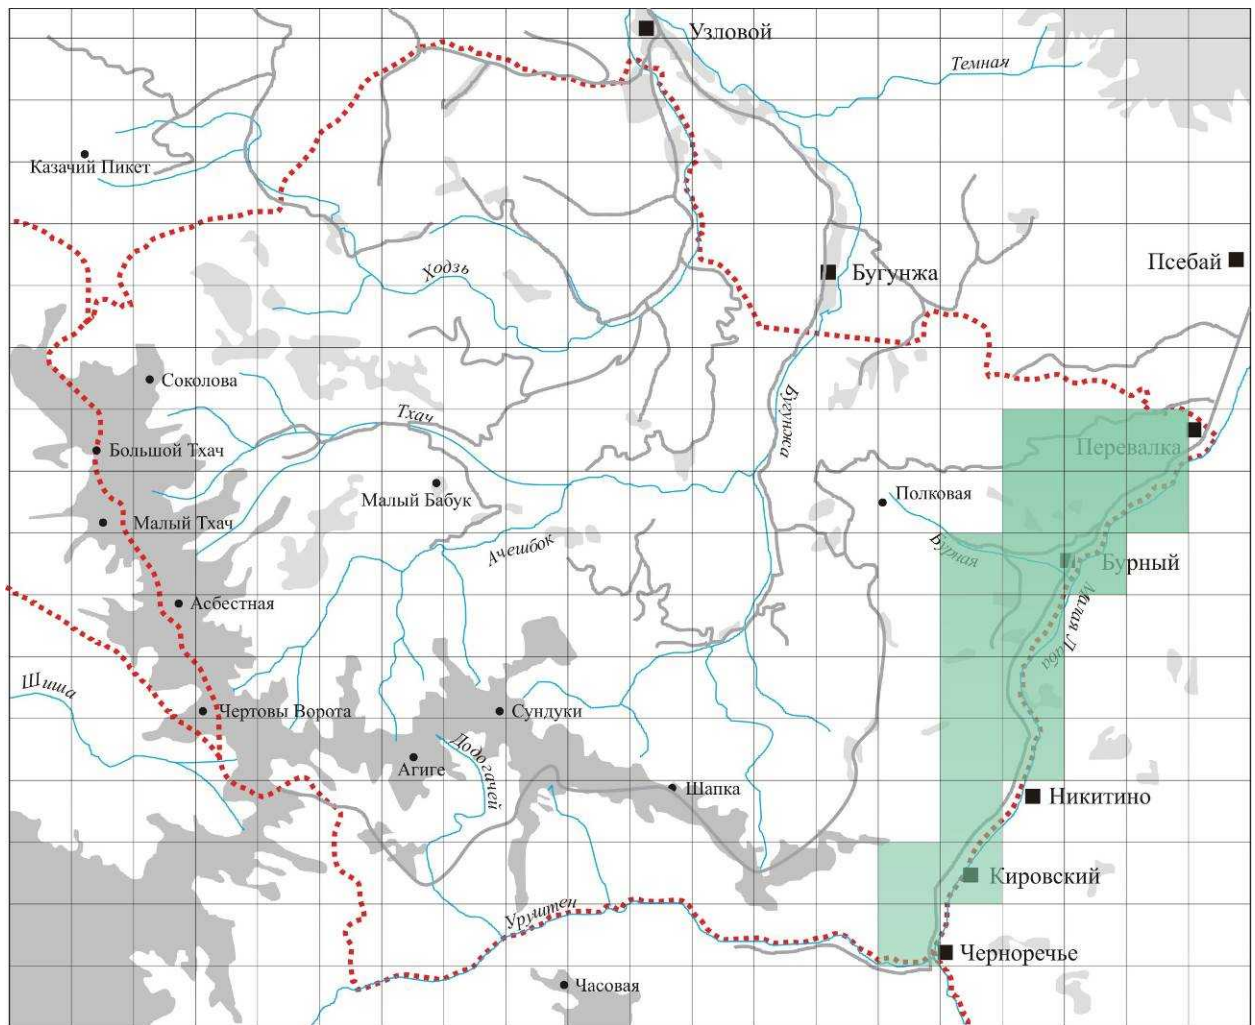 Узловой
Темная
Казачий Пикет
Псебай
Ходзь
Бугунжа
Соколова
Бугунжа
Тхач
Большой Тхач
Перевалка
Малый Бабук
Полковая
Малый Тхач
Ачешбок
Бурная
Бурный
Асбестная
Малая Лаба
Шиша
Чертовы Ворота
Сундуки
Додогачей
Агиге
Шапка
Никитино
Кировский
Уруштен
Черноречье
Часовая